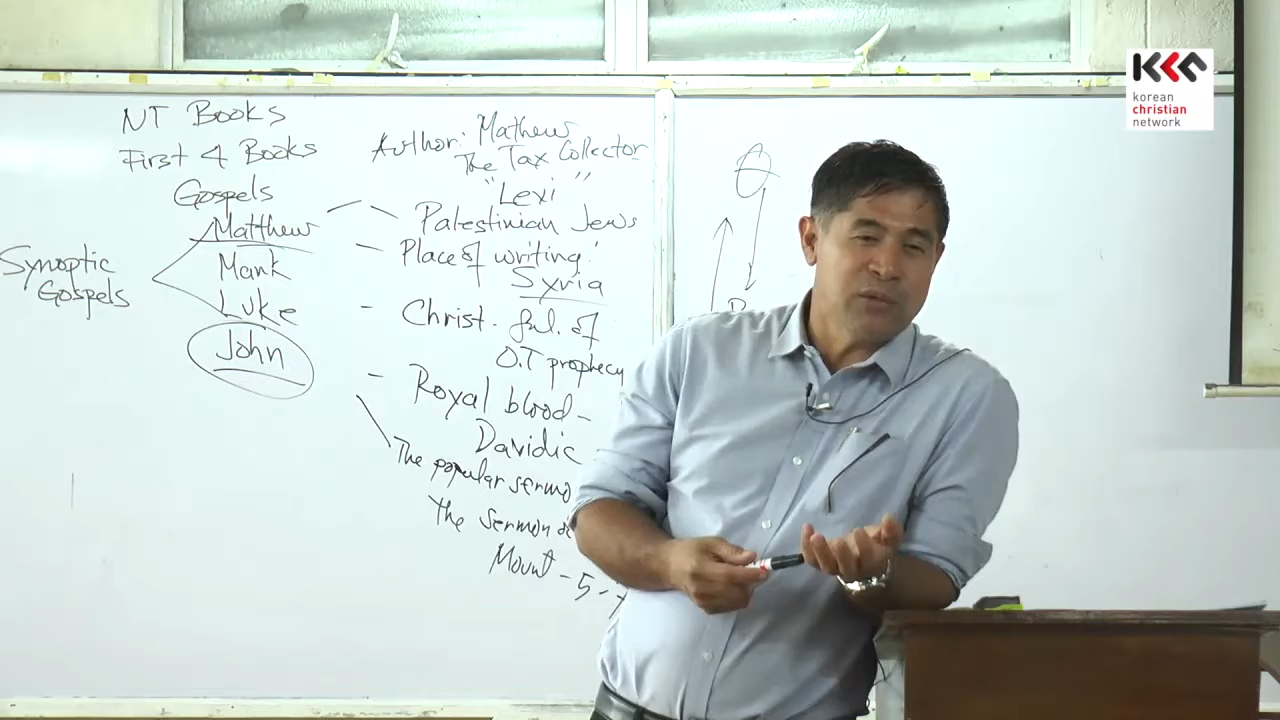 NT Books
First 4 Books
Gospels
Matthew
Mark
Luke
John
Synoptic
Gospels
Author: Mathew
The Tax Collector
"Lexi"
Palestinian Jews
Place of writing:
Syria
Christ. ful. of
O.T prophecy
Royal blood -
Davidic
The popular sermo
The Sermon
Mount - 5 -
korean
christian
network